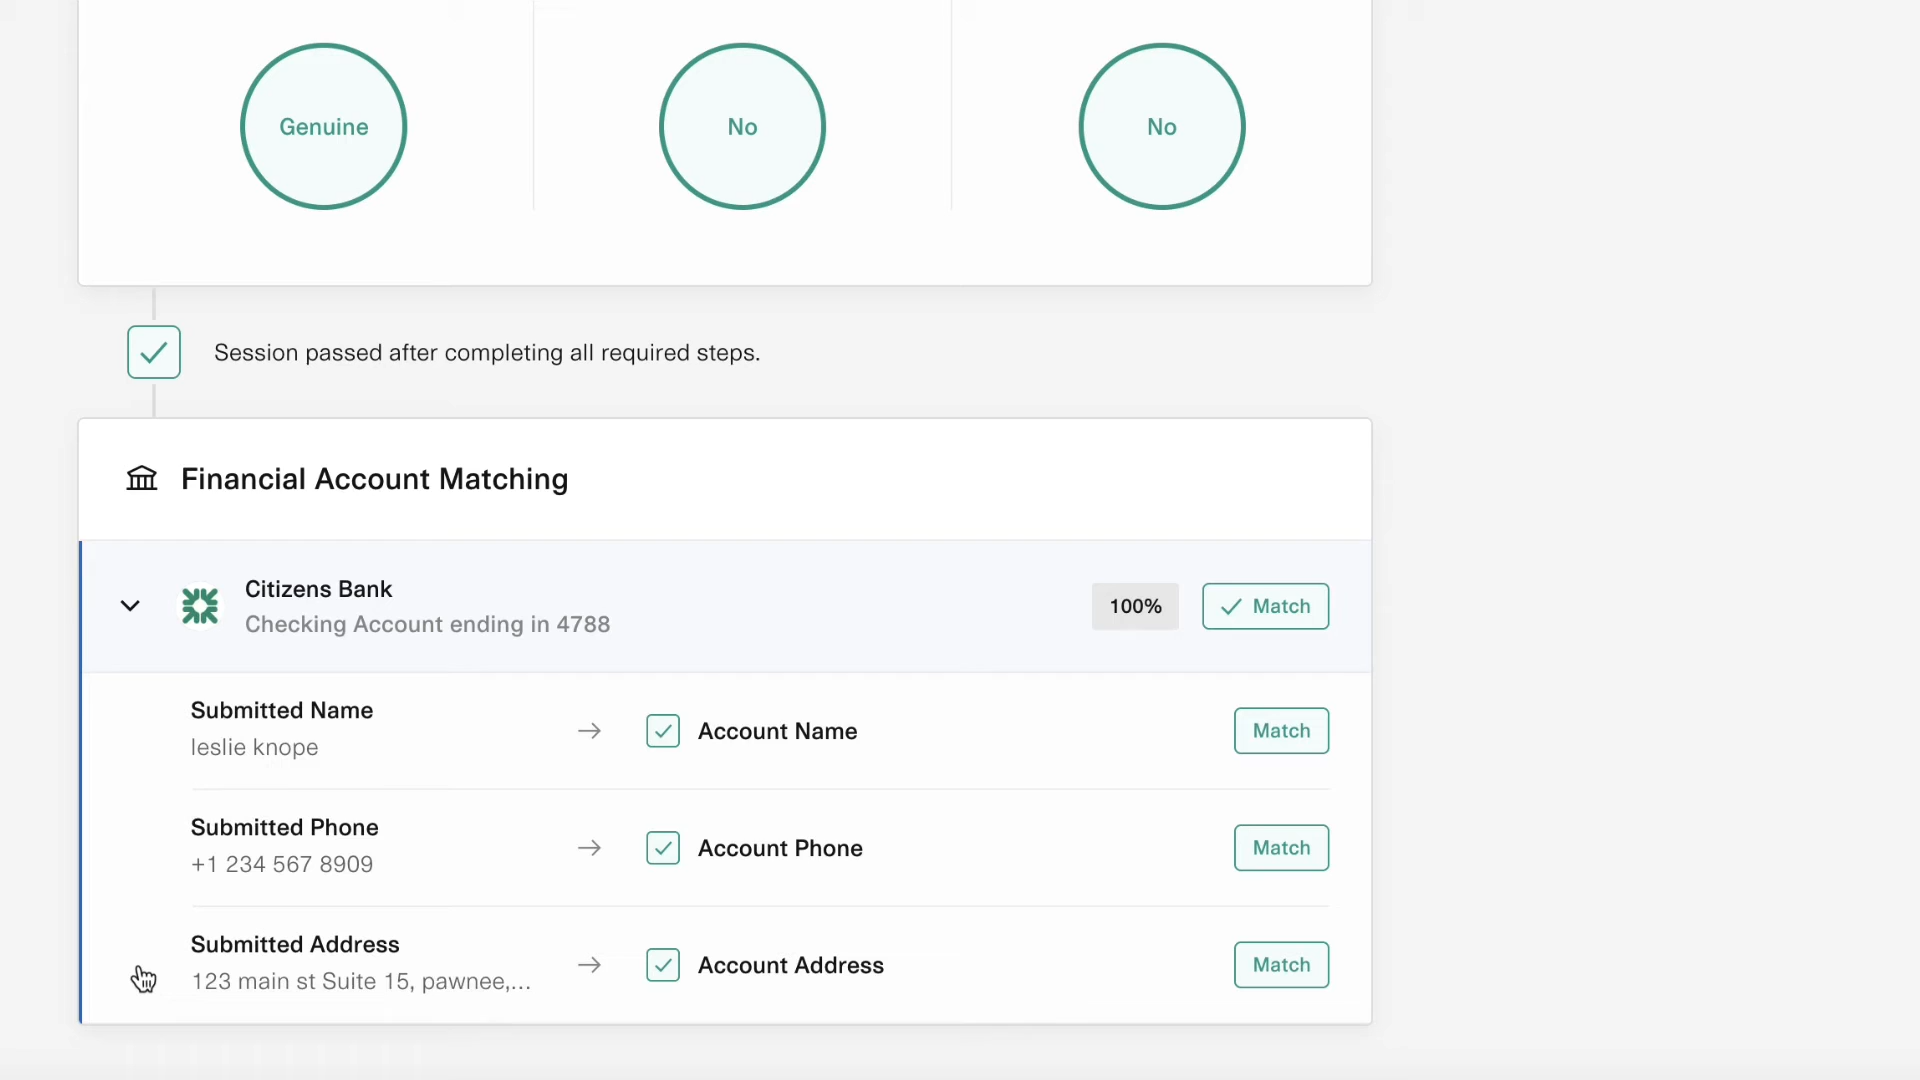 Genuine
No
No
Session passed after completing all required steps.
Financial Account Matching
Citizens Bank
Checking Account ending in 4788
100%
Match
Submitted Name
leslie knope
Account Name
Match
Submitted Phone
+1 234 567 8909
Account Phone
Match
Submitted Address
123 main st Suite 15, pawnee,...
Account Address
Match